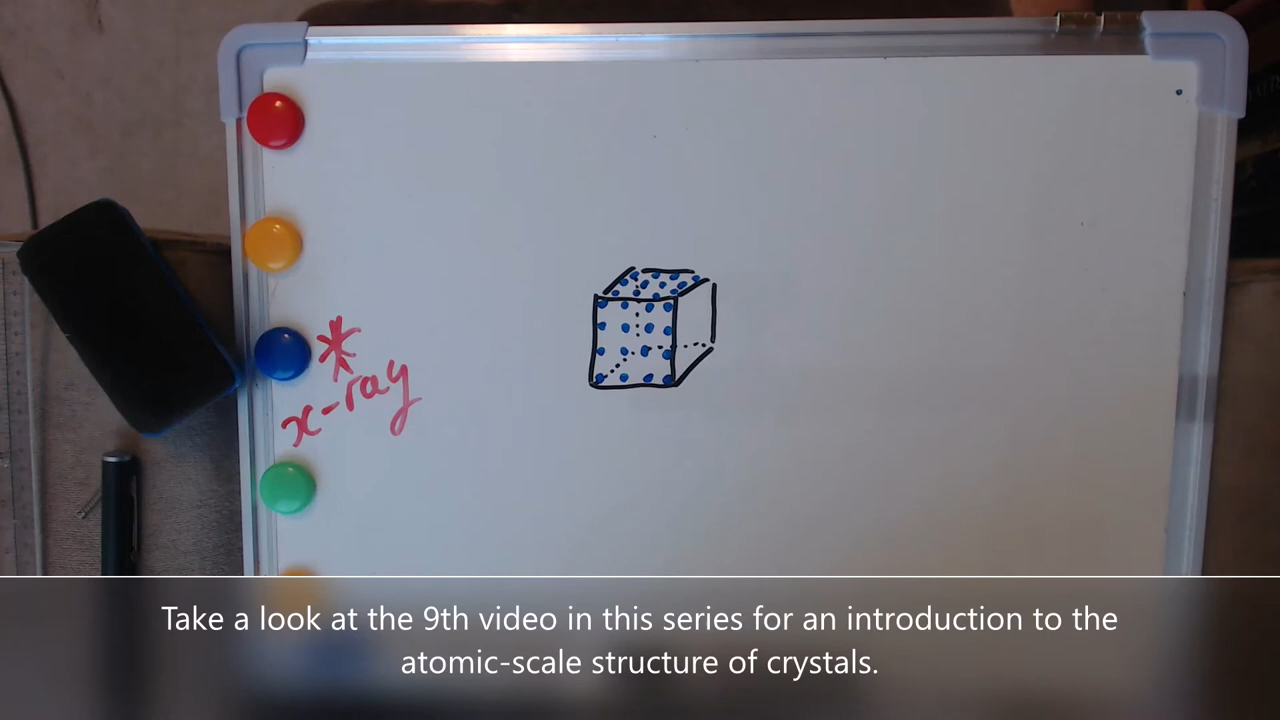 x-ray
Take a look at the 9th video in this series for an introduction to the
atomic-scale structure of crystals.